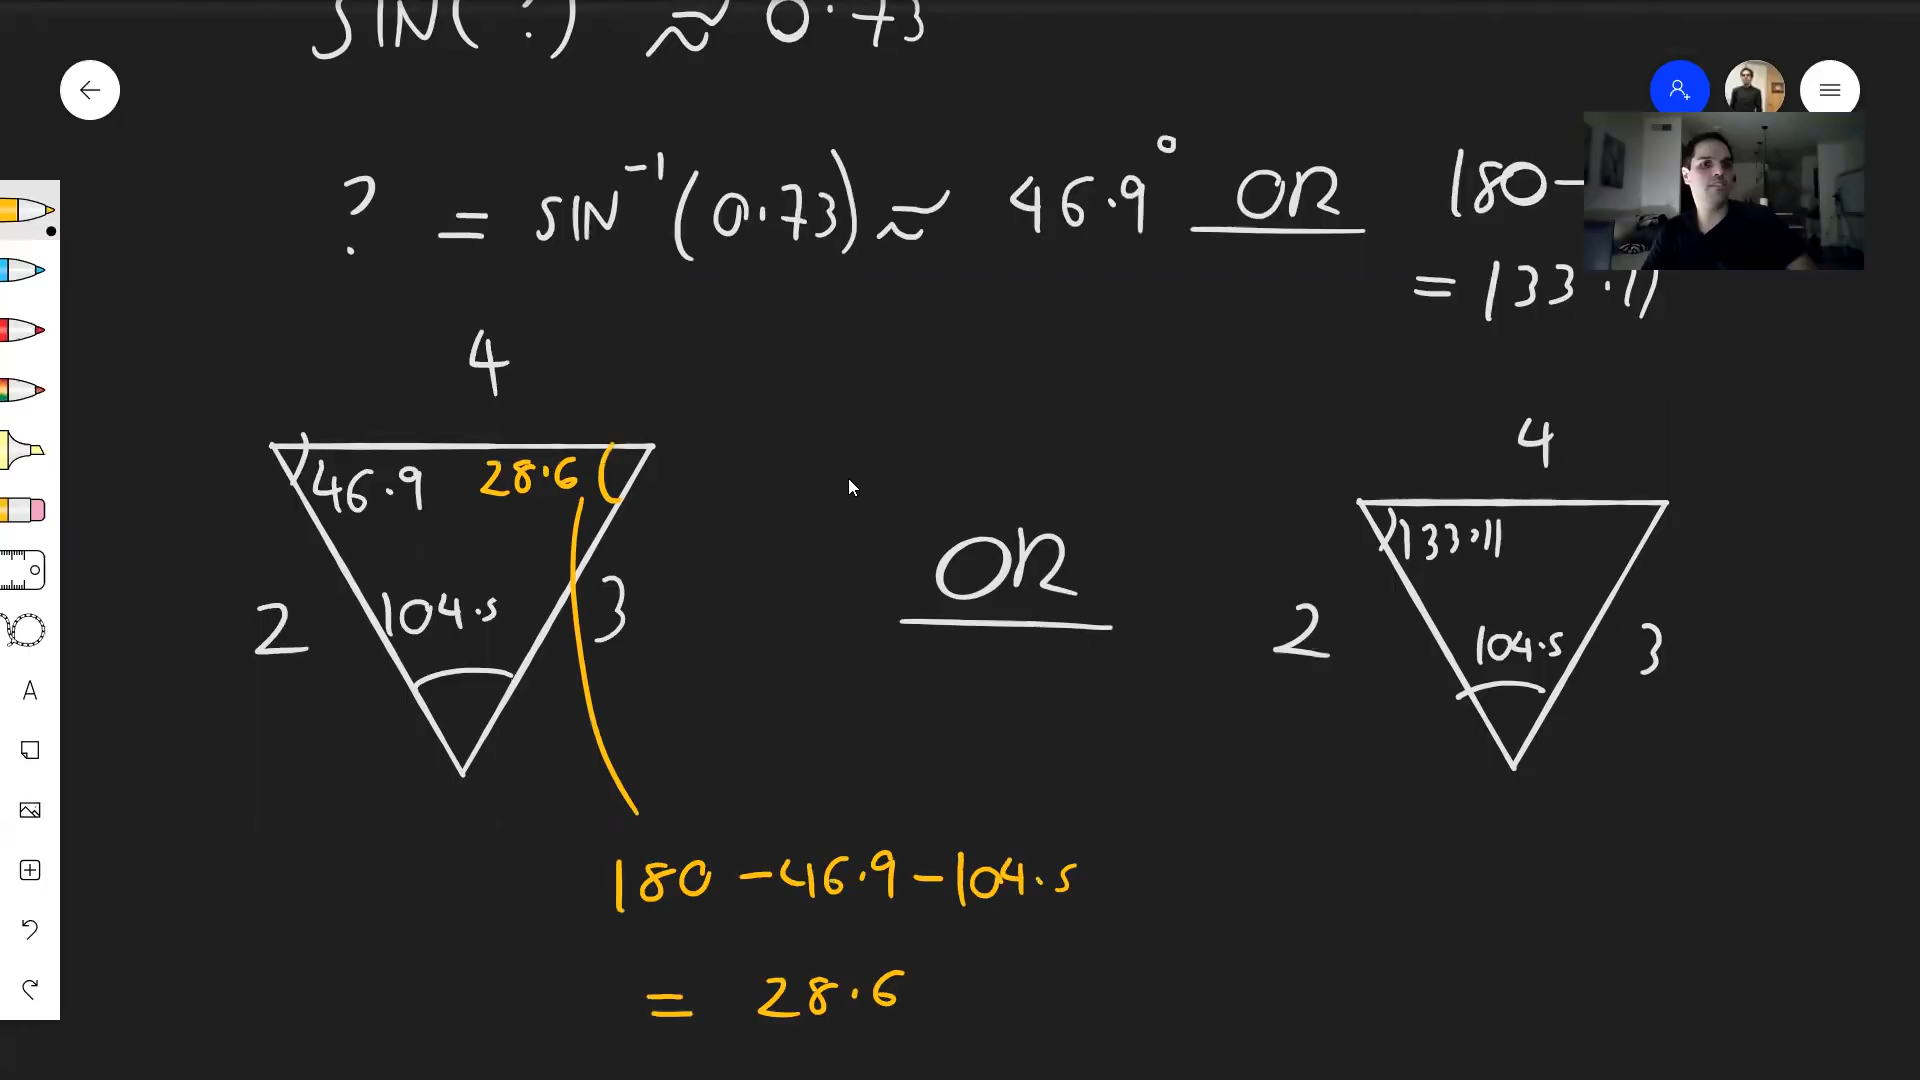 SIN(?) ≈ 0.73
? = SIN⁻¹(0.73) ≈ 46.9° OR 180-
= 133.11
4
46.9 28.6
104.5
2
3
OR
4
133.11
104.5
2
3
180 - 46.9 - 104.5
= 28.6
A